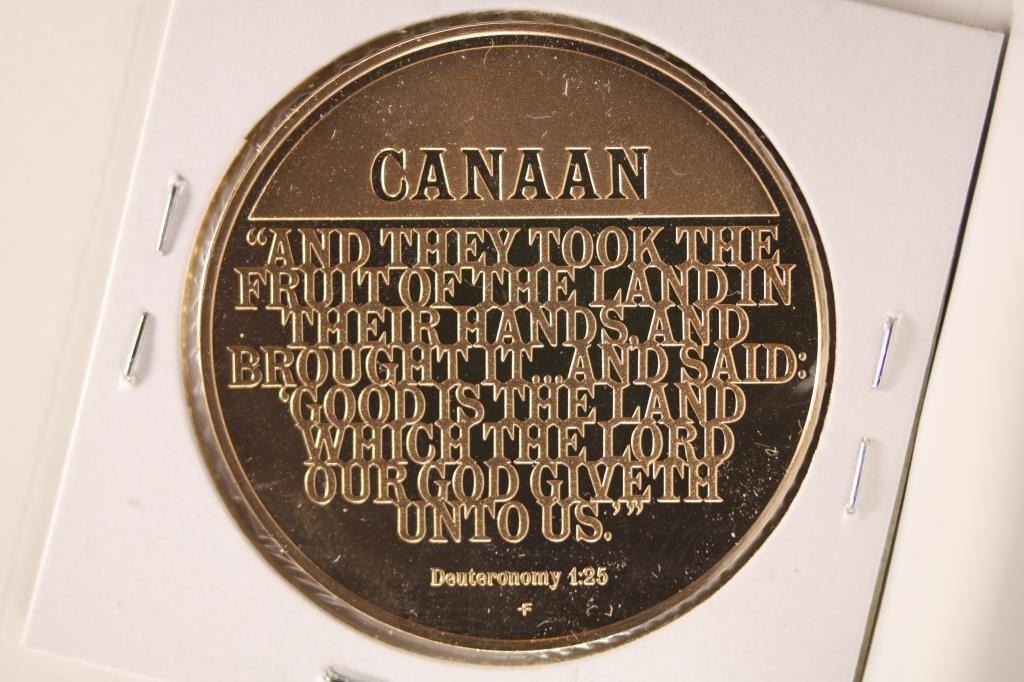 CANAAN
“AND THEY TOOK THE
FRUIT OF THE LAND IN
THEIR HANDS, AND
BROUGHT IT...AND SAID:
‘GOOD IS THE LAND
WHICH THE LORD
OUR GOD GIVETH
UNTO US.’”
Deuteronomy 1:25
F